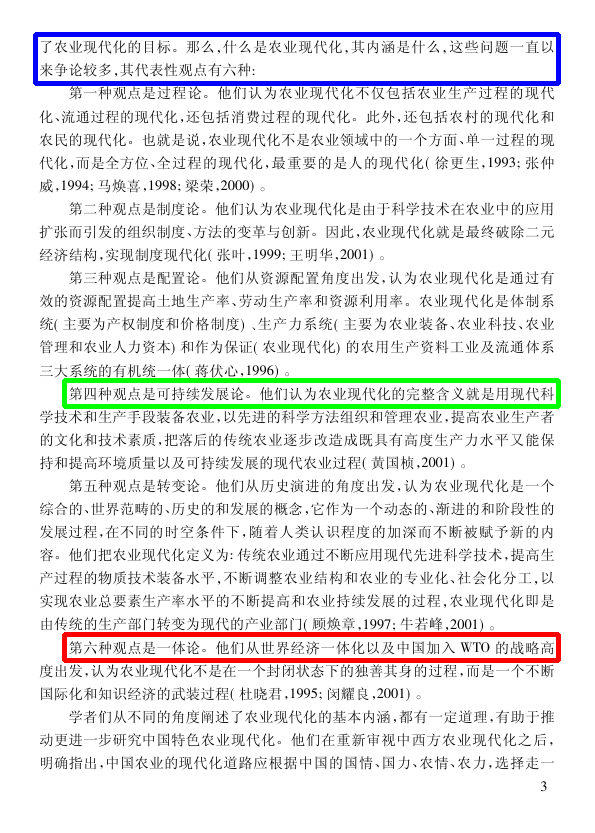 了农业现代化的目标。那么,什么是农业现代化,其内涵是什么,这些问题一直以
来争论较多,其代表性观点有六种:
第一种观点是过程论。他们认为农业现代化不仅包括农业生产过程的现代
化、流通过程的现代化,还包括消费过程的现代化。此外,还包括农村的现代化和
农民的现代化。也就是说,农业现代化不是农业领域中的一个方面、单一过程的现
代化,而是全方位、全过程的现代化,最重要的是人的现代化(徐更生,1993;张仲
威,1994;马焕喜,1998;梁荣,2000)。
第二种观点是制度论。他们认为农业现代化是由于科学技术在农业中的应用
扩张而引发的组织制度、方法的变革与创新。因此,农业现代化就是最终破除二元
经济结构,实现制度现代化(张叶,1999;王明华,2001)。
第三种观点是配置论。他们从资源配置角度出发,认为农业现代化是通过有
效的资源配置提高土地生产率、劳动生产率和资源利用率。农业现代化是体制系
统(主要为产权制度和价格制度)、生产力系统(主要为农业装备、农业科技、农业
管理和农业人力资本)和作为保证(农业现代化)的农用生产资料工业及流通体系
三大系统的有机统一体(蒋伏心,1996)。
第四种观点是可持续发展论。他们认为农业现代化的完整含义就是用现代科
学技术和生产手段装备农业,以先进的科学方法组织和管理农业,提高农业生产者
的文化和技术素质,把落后的传统农业逐步改造成既具有高度生产力水平又能保
持和提高环境质量以及可持续发展的现代农业过程(黄国桢,2001)。
第五种观点是转变论。他们从历史演进的角度出发,认为农业现代化是一个
综合的、世界范畴的、历史的和发展的概念,它作为一个动态的、渐进的和阶段性的
发展过程,在不同的时空条件下,随着人类认识程度的加深而不断被赋予新的内
容。他们把农业现代化定义为:传统农业通过不断应用现代先进科学技术,提高生
产过程的物质技术装备水平,不断调整农业结构和农业的专业化、社会化分工,以
实现农业总要素生产率水平的不断提高和农业持续发展的过程,农业现代化即是
由传统的生产部门转变为现代的产业部门(顾焕章,1997;牛若峰,2001)。
第六种观点是一体论。他们从世界经济一体化以及中国加入 WTO 的战略高
度出发,认为农业现代化不是在一个封闭状态下的独善其身的过程,而是一个不断
国际化和知识经济的武装过程(杜晓君,1995;闵耀良,2001)。
学者们从不同的角度阐述了农业现代化的基本内涵,都有一定道理,有助于推
动更进一步研究中国特色农业现代化。他们在重新审视中西方农业现代化之后,
明确指出,中国农业的现代化道路应根据中国的国情、国力、农情、农力,选择走一
3